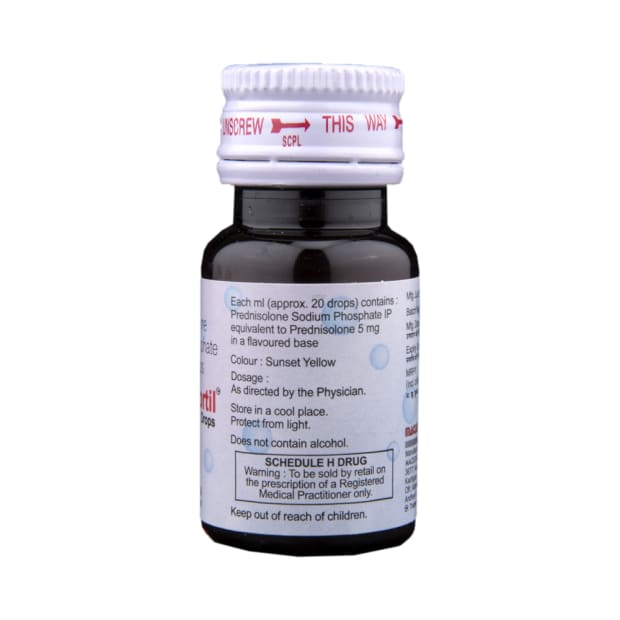 UNSCREW THIS WAY
SCPL
Each ml (approx. 20 drops) contains :
Prednisolone Sodium Phosphate IP
equivalent to Prednisolone 5 mg
in a flavoured base
Colour : Sunset Yellow
Dosage :
As directed by the Physician.
Store in a cool place.
Protect from light.
Does not contain alcohol.
SCHEDULE H DRUG
Warning : To be sold by retail on
the prescription of a Registered
Medical Practitioner only.
Keep out of reach of children.
Drops